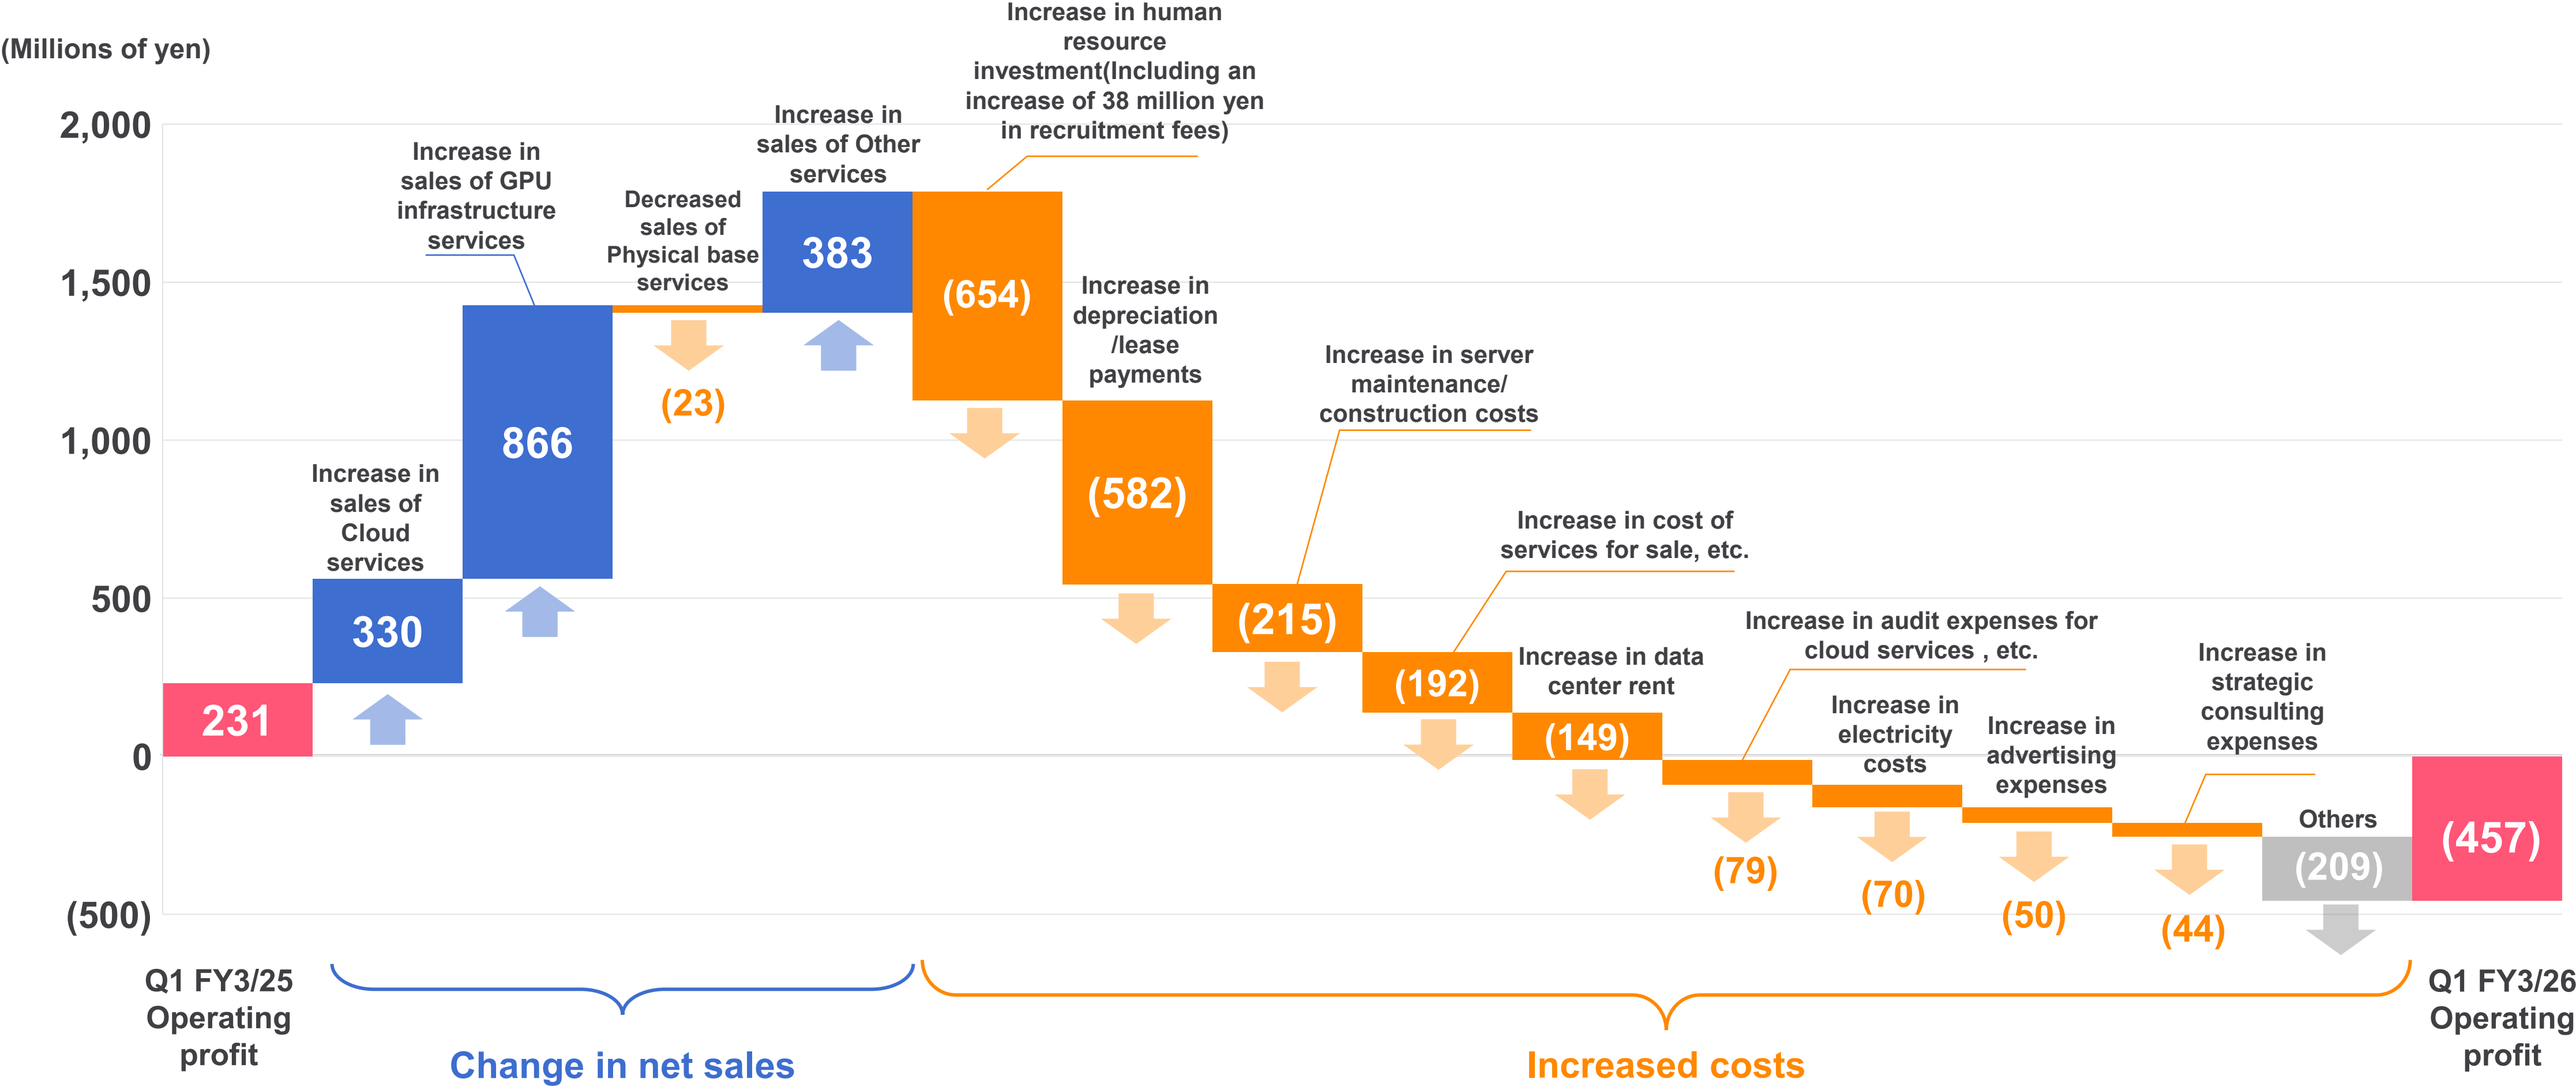 (Millions of yen)
2,000
1,500
1,000
500
0
(500)
231
Q1 FY3/25
Operating
profit
Increase in
sales of
Cloud
services
330
Increase in
sales of GPU
infrastructure
services
866
Decreased
sales of
Physical base
services
(23)
Increase in
sales of Other
services
383
Increase in human
resource
investment(Including an
increase of 38 million yen
in recruitment fees)
(654)
Increase in
depreciation
/lease
payments
(582)
Increase in server
maintenance/
construction costs
(215)
Increase in cost of
services for sale, etc.
(192)
Increase in data
center rent
(149)
Increase in audit expenses for
cloud services , etc.
(79)
Increase in
electricity
costs
(70)
Increase in
advertising
expenses
(50)
Increase in
strategic
consulting
expenses
(44)
Others
(209)
(457)
Q1 FY3/26
Operating
profit
Change in net sales
Increased costs